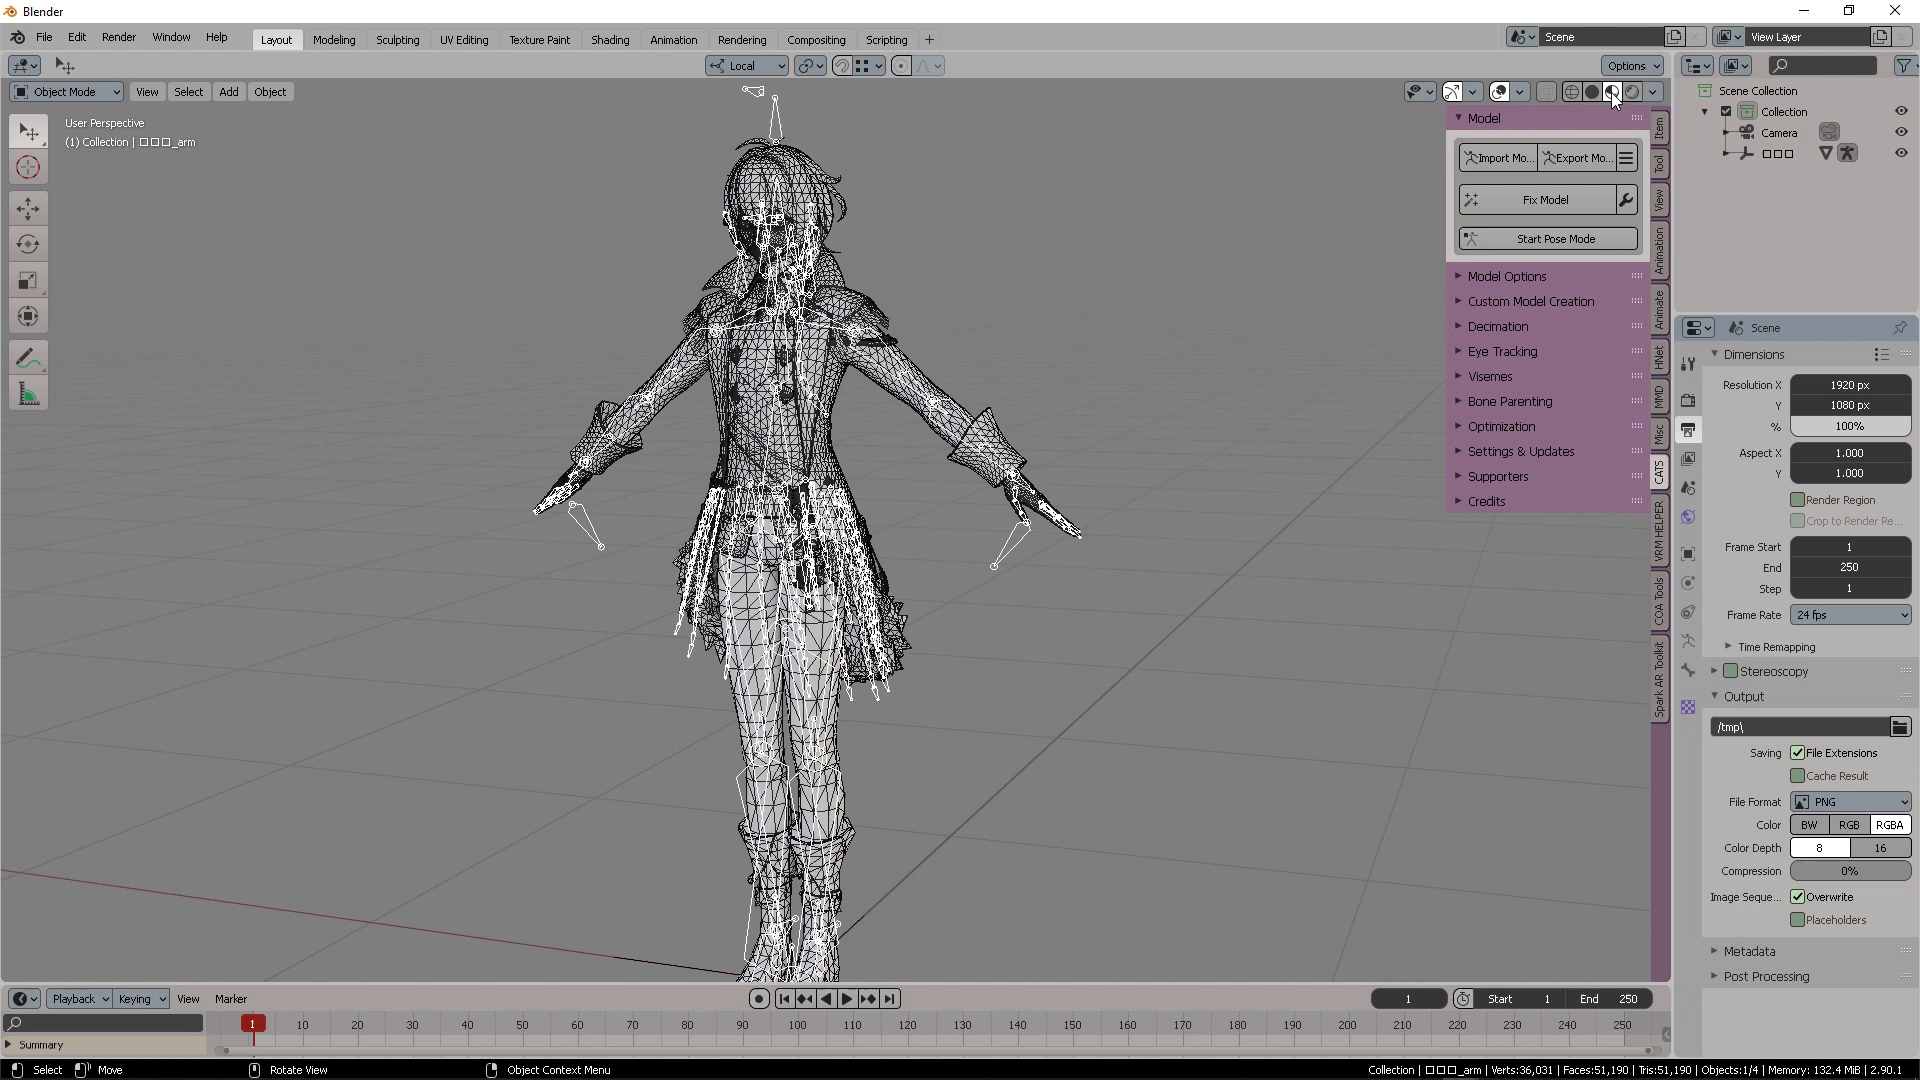 Blender
File Edit Render Window Help
Layout Modeling Sculpting UV Editing Texture Paint Shading Animation Rendering Compositing Scripting +
Scene
View Layer
Local
Options
Object Mode View Select Add Object
User Perspective
(1) Collection | □□□_arm
Model
Import Mo... Export Mo...
Fix Model
Start Pose Mode
Model Options
Custom Model Creation
Decimation
Eye Tracking
Visemes
Bone Parenting
Optimization
Settings & Updates
Supporters
Credits
Item
Tool
View
Animation
Animate
HNet
MMD
Misc
CATS
VRM HELPER
COA Tools
Spark AR Toolkit
Scene Collection
Collection
Camera
□□□
Scene
Dimensions
Resolution X 1920 px
Y 1080 px
% 100%
Aspect X 1.000
Y 1.000
Render Region
Crop to Render Re...
Frame Start 1
End 250
Step 1
Frame Rate 24 fps
Time Remapping
Stereoscopy
Output
/tmp\
Saving File Extensions
Cache Result
File Format PNG
Color BW RGB RGBA
Color Depth 8 16
Compression 0%
Image Seque... Overwrite
Placeholders
Metadata
Post Processing
Playback Keying View Marker
1 Start 1 End 250
1 10 20 30 40 50 60 70 80 90 100 110 120 130 140 150 160 170 180 190 200 210 220 230 240 250
Summary
Select Move Rotate View Object Context Menu
Collection | □□□_arm | Verts:36,031 | Faces:51,190 | Tris:51,190 | Objects:1/4 | Memory: 132.4 MiB | 2.90.1